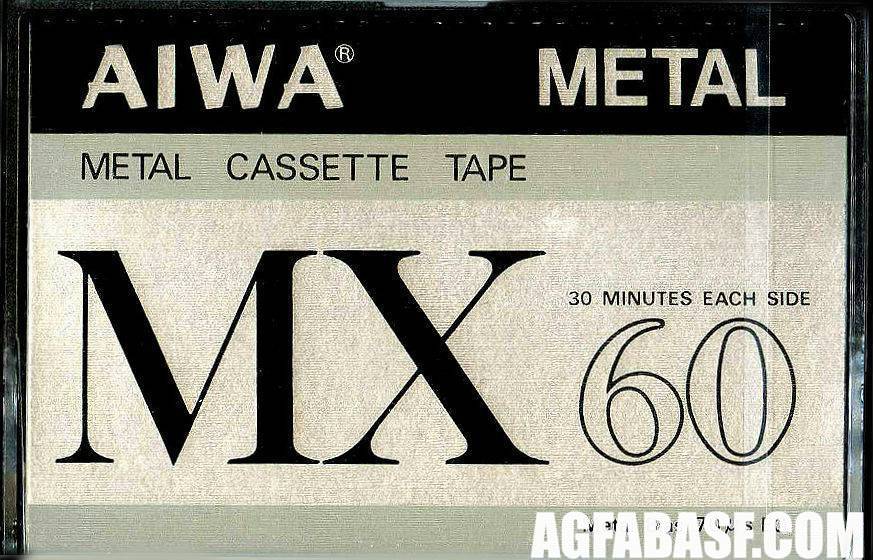 AIWA® METAL
METAL CASSETTE TAPE
30 MINUTES EACH SIDE
MX 60
AGFABASF.COM